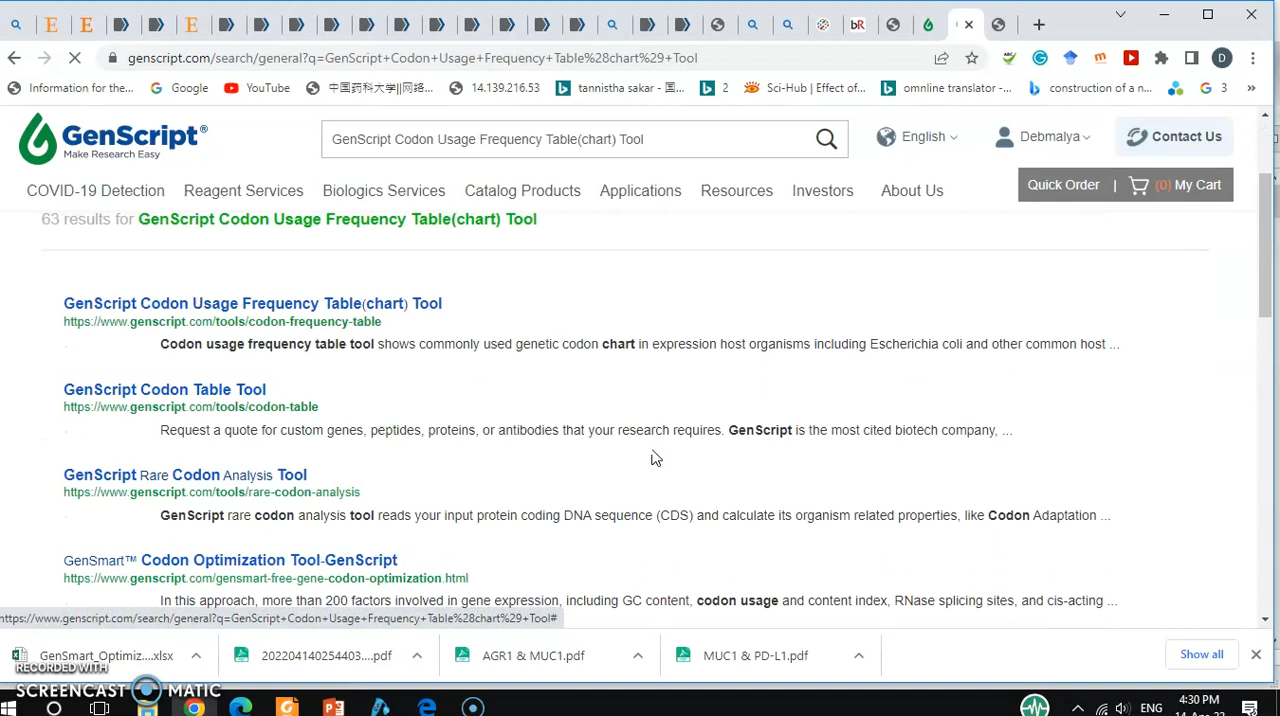 genscript.com/search/general?q=GenScript+Codon+Usage+Frequency+Table%28chart%29+Tool
Information for the...
Google
YouTube
中国药科大学||网络...
14.139.216.53
tannistha sakar - 国...
2
Sci-Hub | Effect of...
omnline translator -...
construction of a n...
3
GenScript®
Make Research Easy
GenScript Codon Usage Frequency Table(chart) Tool
English
Debmalya
Contact Us
COVID-19 Detection
Reagent Services
Biologics Services
Catalog Products
Applications
Resources
Investors
About Us
Quick Order | (0) My Cart
63 results for GenScript Codon Usage Frequency Table(chart) Tool
GenScript Codon Usage Frequency Table(chart) Tool
https://www.genscript.com/tools/codon-frequency-table
Codon usage frequency table tool shows commonly used genetic codon chart in expression host organisms including Escherichia coli and other common host ...
GenScript Codon Table Tool
https://www.genscript.com/tools/codon-table
Request a quote for custom genes, peptides, proteins, or antibodies that your research requires. GenScript is the most cited biotech company, ...
GenScript Rare Codon Analysis Tool
https://www.genscript.com/tools/rare-codon-analysis
GenScript rare codon analysis tool reads your input protein coding DNA sequence (CDS) and calculate its organism related properties, like Codon Adaptation ...
GenSmart™ Codon Optimization Tool-GenScript
https://www.genscript.com/gensmart-free-gene-codon-optimization.html
In this approach, more than 200 factors involved in gene expression, including GC content, codon usage and content index, RNase splicing sites, and cis-acting ...
https://www.genscript.com/search/general?q=GenScript+Codon+Usage+Frequency+Table%28chart%29+Tool#
GenSmart_Optimiz....xlsx
202204140254403....pdf
AGR1 & MUC1.pdf
MUC1 & PD-L1.pdf
Show all
RECORDED WITH
SCREENCAST MATIC
ENG
4:30 PM